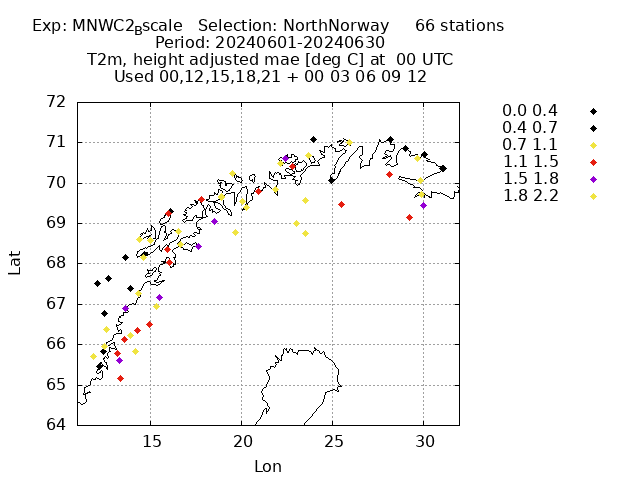 Exp: MNWC2Bscale Selection: NorthNorway 66 stations
Period: 20240601-20240630
T2m, height adjusted mae [deg C] at 00 UTC
Used 00,12,15,18,21 + 00 03 06 09 12
72
71
70
69
68
67
66
65
64
Lat
15 20 25 30
Lon
0.0 0.4
0.4 0.7
0.7 1.1
1.1 1.5
1.5 1.8
1.8 2.2